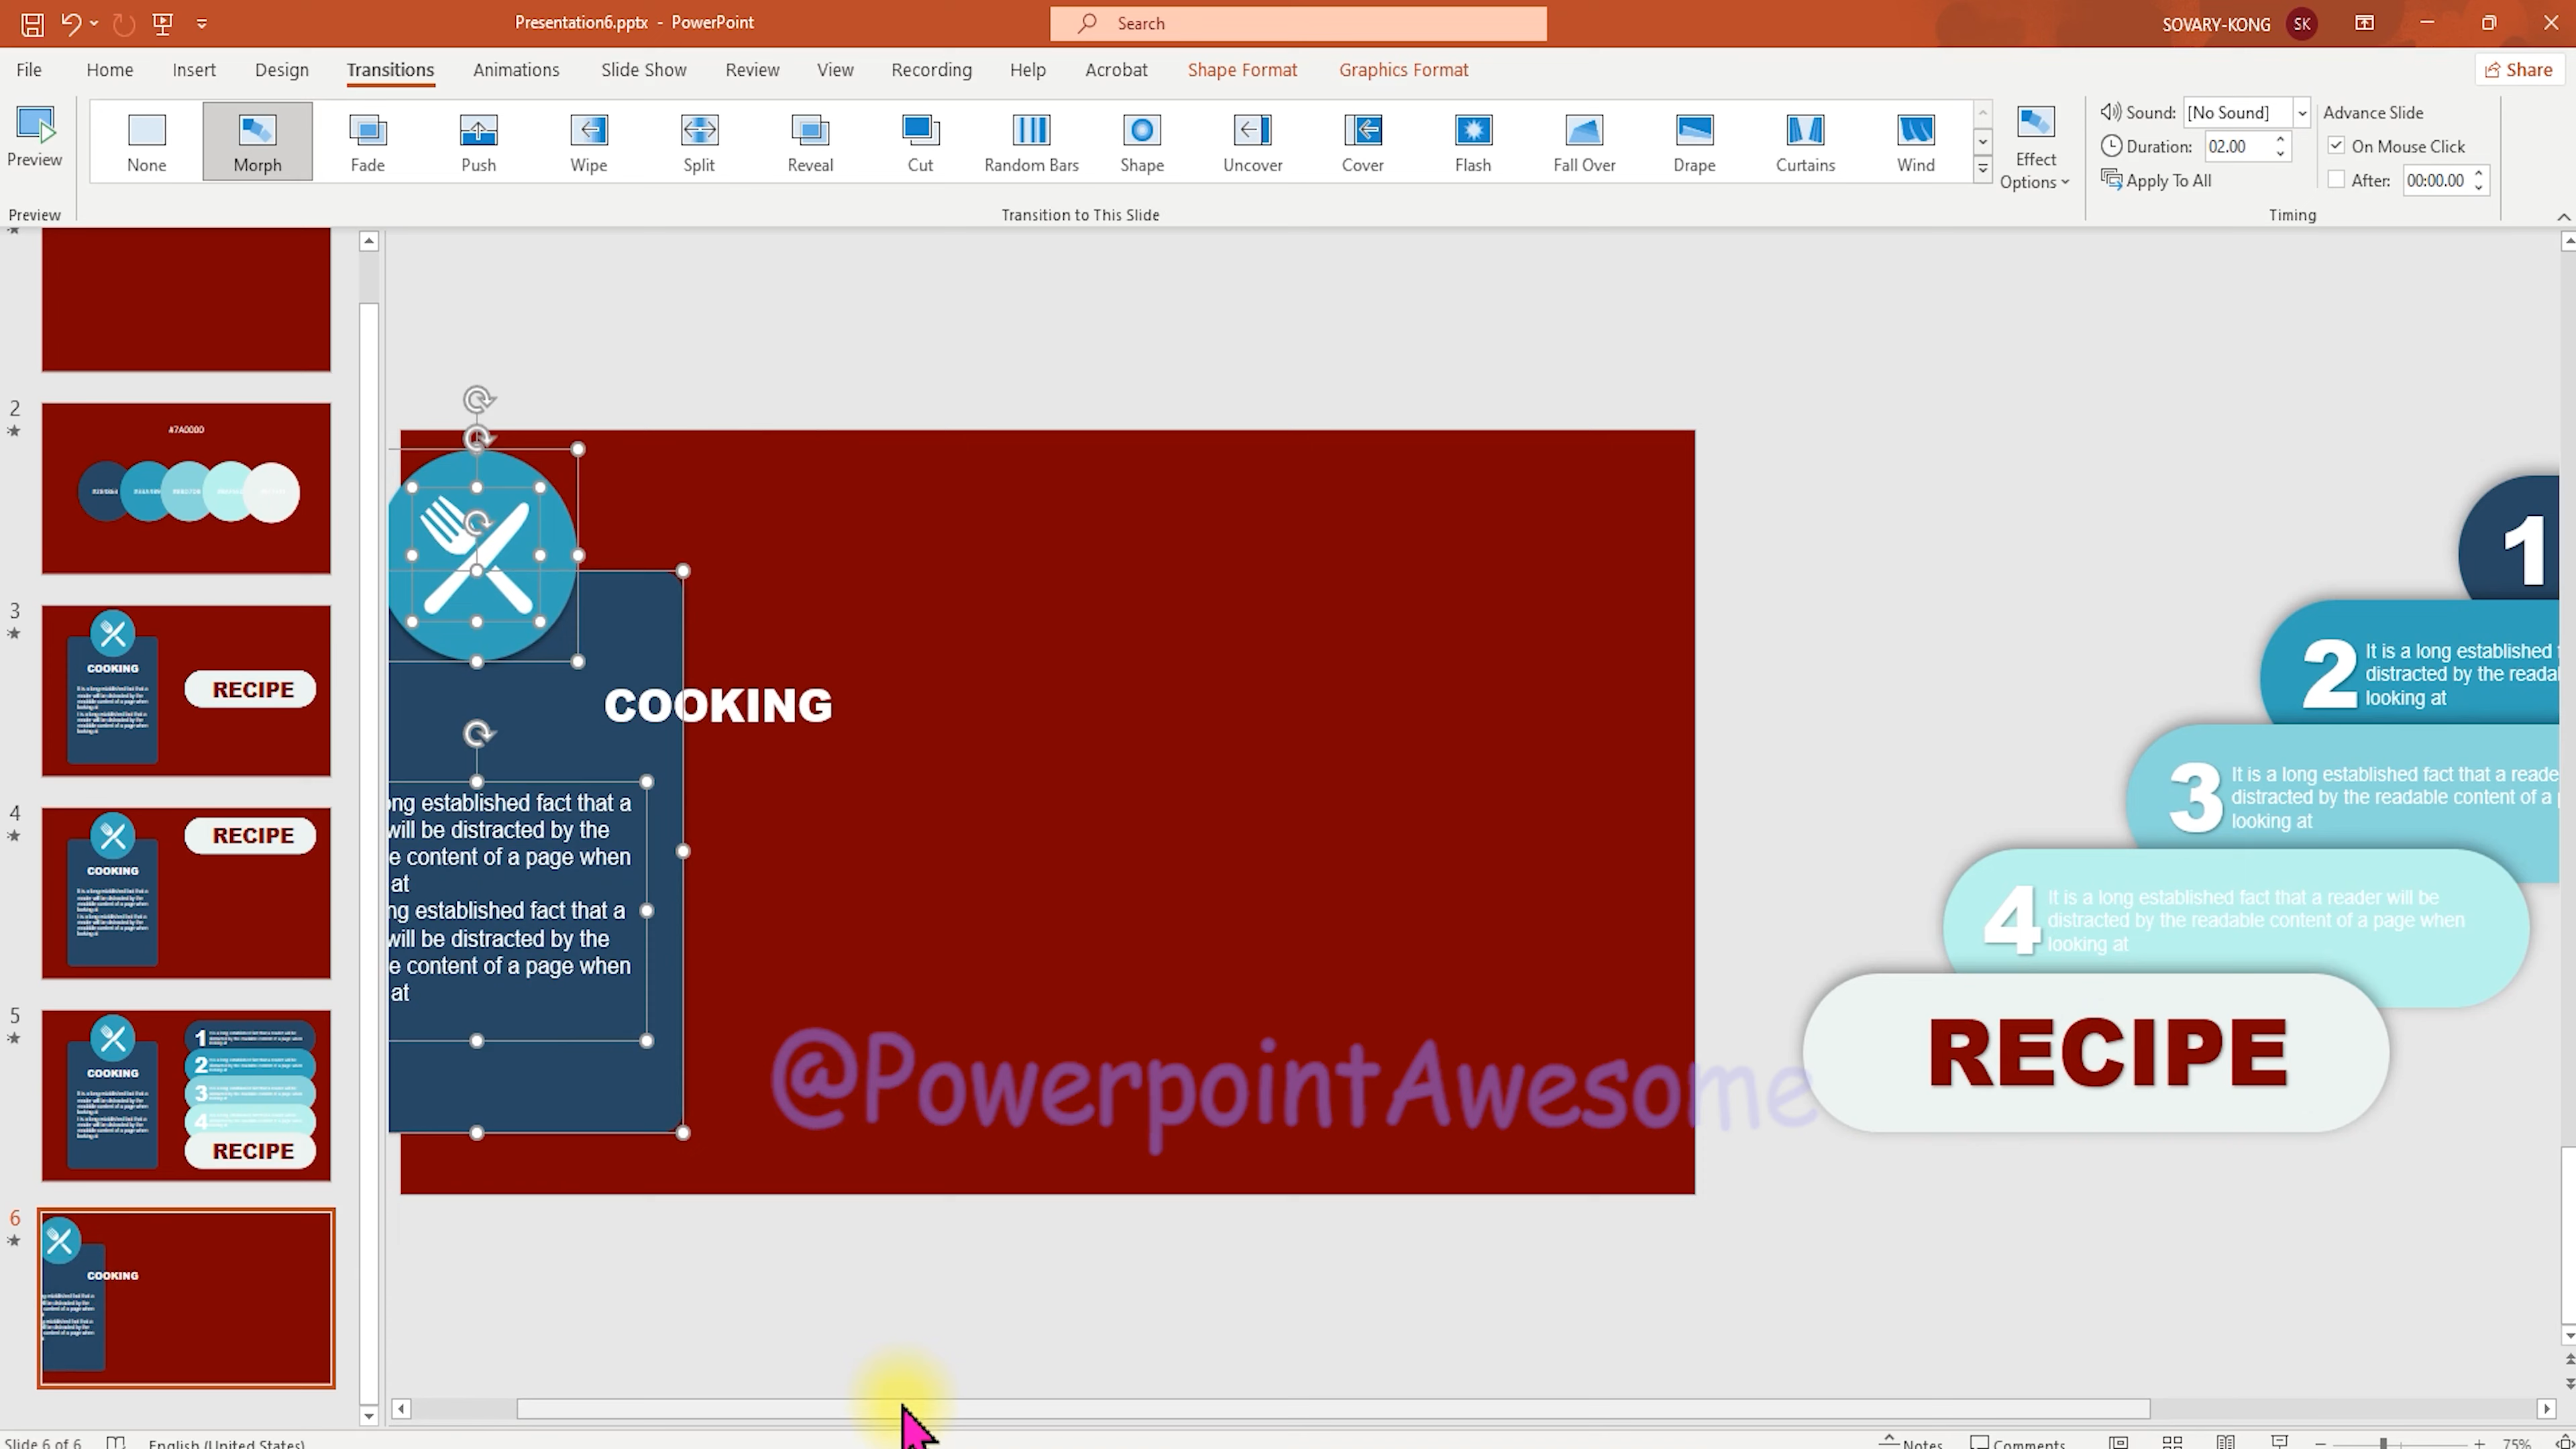 Presentation6.pptx - PowerPoint
Search
SOVARY-KONG
SK
File
Home
Insert
Design
Transitions
Animations
Slide Show
Review
View
Recording
Help
Acrobat
Shape Format
Graphics Format
Share
Preview
None
Morph
Fade
Push
Wipe
Split
Reveal
Cut
Random Bars
Shape
Uncover
Cover
Flash
Fall Over
Drape
Curtains
Wind
Effect
Options
Sound: [No Sound]
Duration: 02.00
Apply To All
Advance Slide
On Mouse Click
After: 00:00.00
Preview
Transition to This Slide
Timing
2
#7A0000
3
COOKING
RECIPE
4
COOKING
RECIPE
5
COOKING
1
2
3
4
RECIPE
6
COOKING
COOKING
ong established fact that a
will be distracted by the
e content of a page when
at
ng established fact that a
will be distracted by the
e content of a page when
at
1
2
It is a long established
distracted by the reada
looking at
3
It is a long established fact that a reade
distracted by the readable content of a
looking at
4
It is a long established fact that a reader will be
distracted by the readable content of a page when
looking at
RECIPE
@PowerpointAwesome
Slide 6 of 6
English (United States)
Notes
Comments
75%